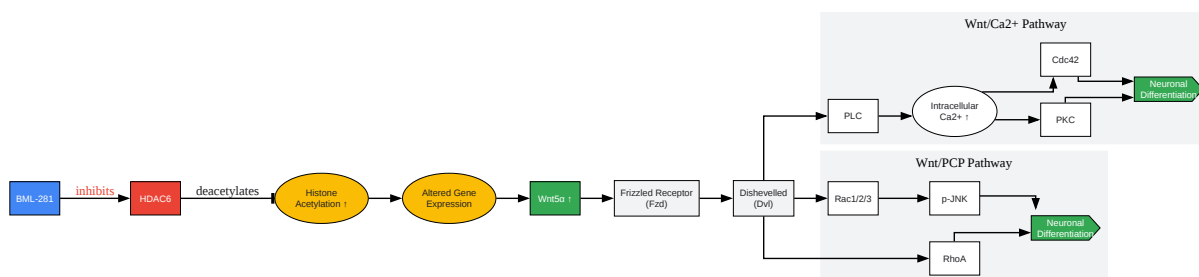 Wnt/Ca2+ Pathway
Cdc42
Neuronal
Differentiation
Intracellular
Ca2+ ↑
PLC
PKC
Wnt/PCP Pathway
BML-281
inhibits
HDAC6
deacetylates
Histone
Acetylation ↑
Altered Gene
Expression
Wnt5α ↑
Frizzled Receptor
(Fzd)
Dishevelled
(Dvl)
Rac1/2/3
p-JNK
Neuronal
Differentiation
RhoA